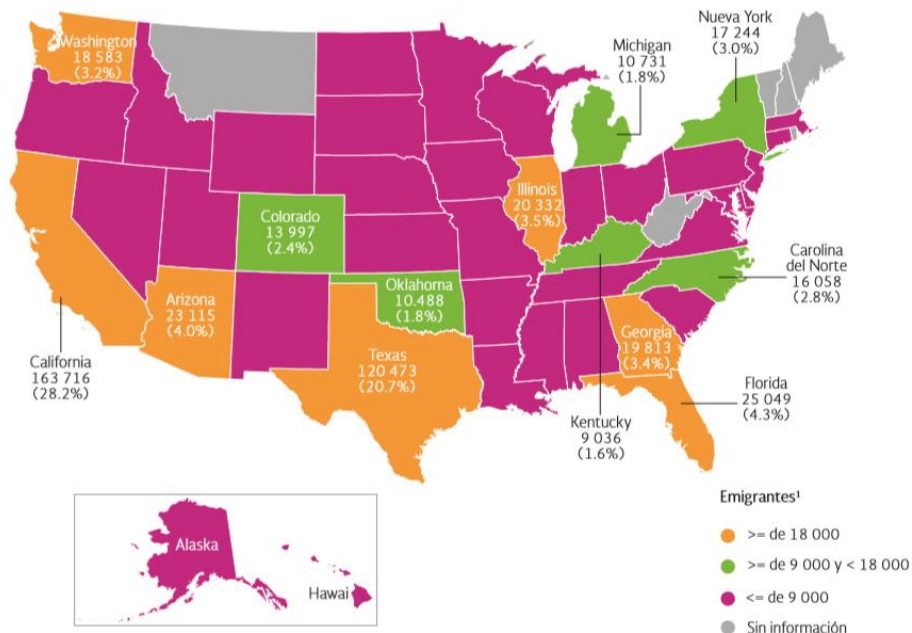 Washington
18 583
(3.2%)
Michigan
10 731
(1.8%)
Nueva York
17 244
(3.0%)
Colorado
13 997
(2.4%)
Illinois
20 332
(3.5%)
Arizona
23 115
(4.0%)
Oklahoma
10.488
(1.8%)
Carolina
del Norte
16 058
(2.8%)
California
163 716
(28.2%)
Texas
120 473
(20.7%)
Georgia
19 813
(3.4%)
Kentucky
9 036
(1.6%)
Florida
25 049
(4.3%)
Alaska
Hawai
Emigrantes¹
>= de 18 000
>= de 9 000 y < 18 000
<= de 9 000
Sin información